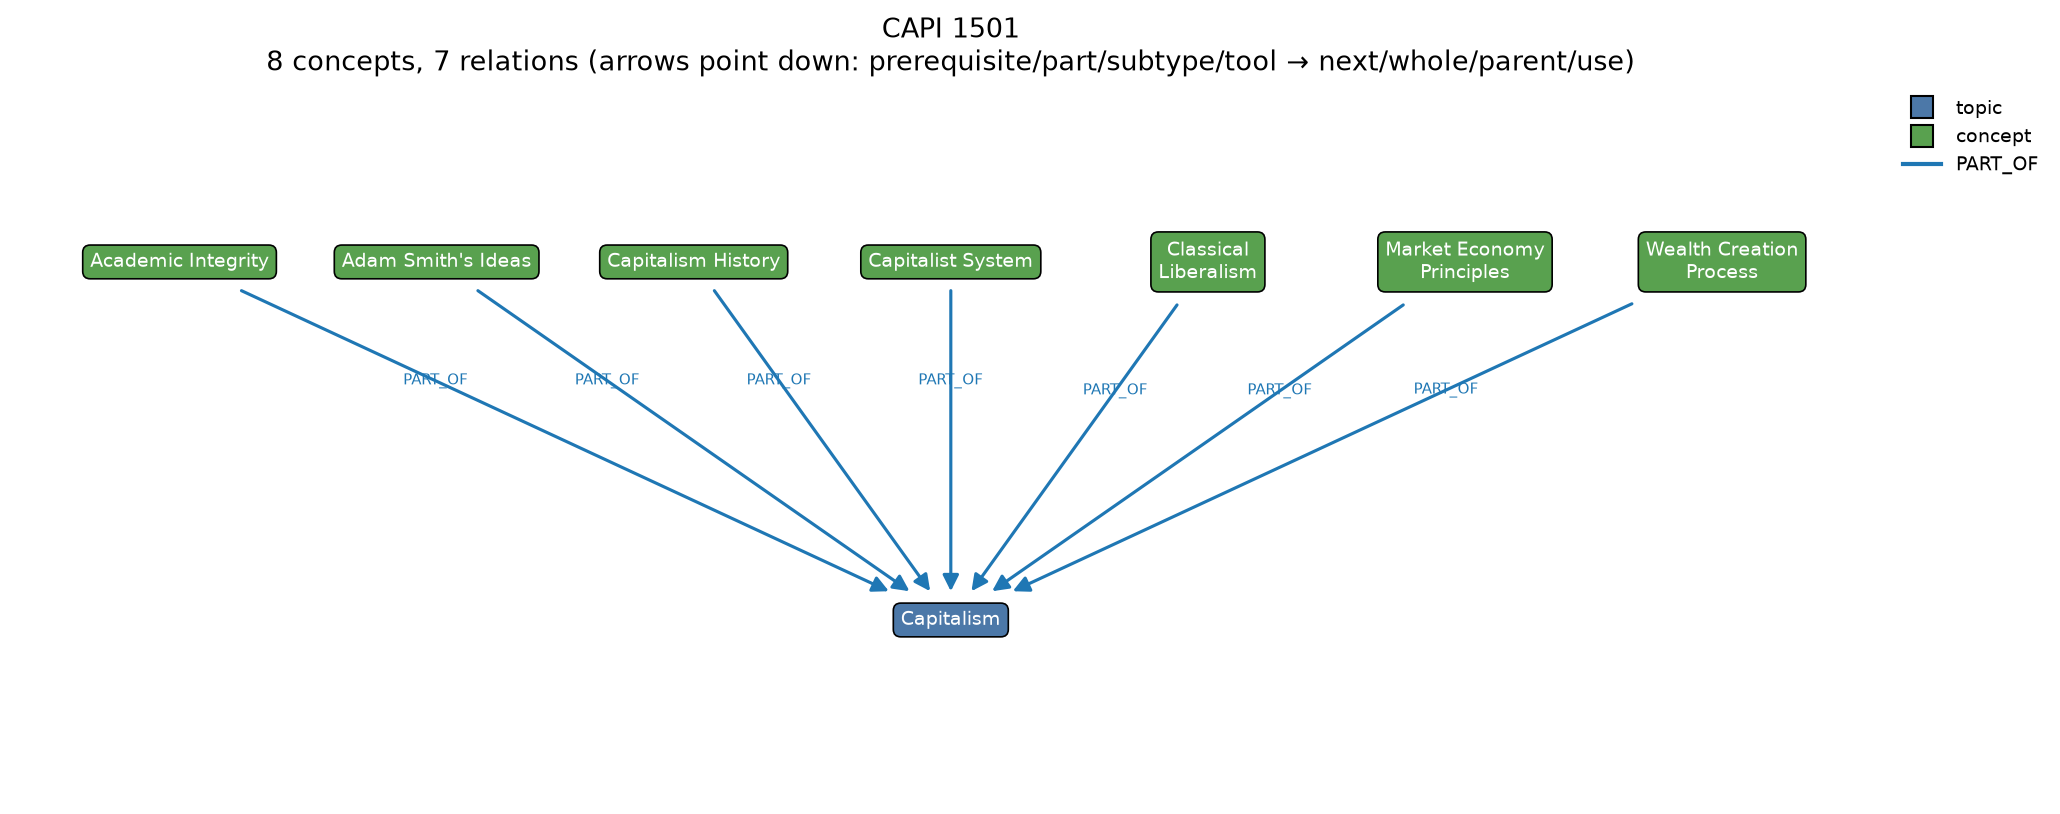 CAPI 1501
8 concepts, 7 relations (arrows point down: prerequisite/part/subtype/tool → next/whole/parent/use)
topic
concept
PART_OF
Academic Integrity
Adam Smith's Ideas
Capitalism History
Capitalist System
Classical
Liberalism
Market Economy
Principles
Wealth Creation
Process
PART_OF
PART_OF
PART_OF
PART_OF
PART_OF
PART_OF
PART_OF
Capitalism